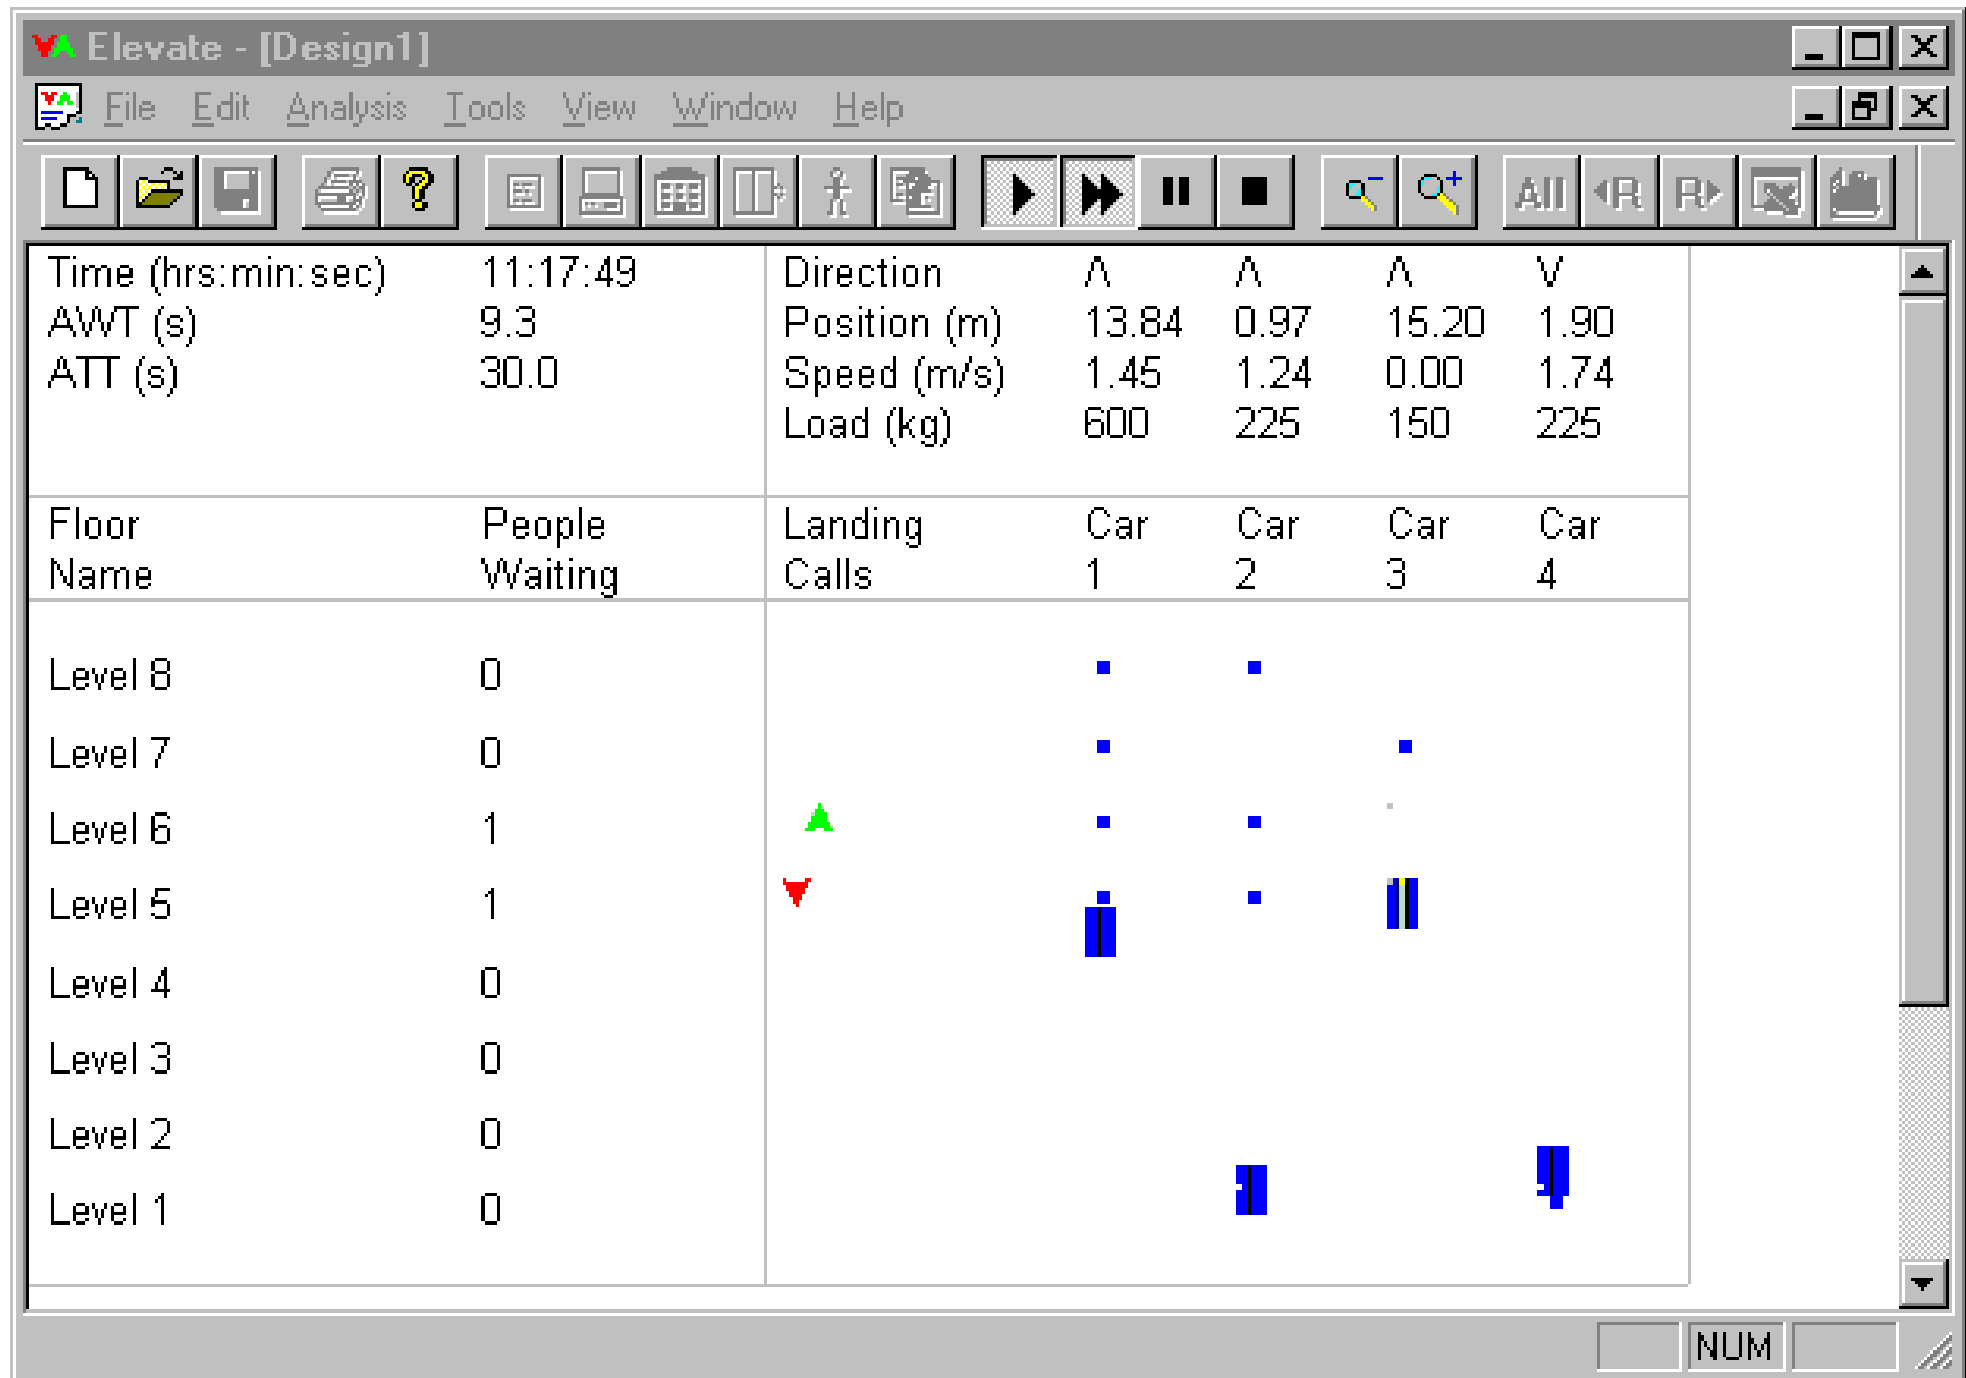 Elevate - [Design1]
File Edit Analysis Tools View Window Help
All R R
Time (hrs:min:sec) 11:17:49 Direction Λ Λ Λ V
AWT (s) 9.3 Position (m) 13.84 0.97 15.20 1.90
ATT (s) 30.0 Speed (m/s) 1.45 1.24 0.00 1.74
Load (kg) 600 225 150 225
Floor People Landing Car Car Car Car
Name Waiting Calls 1 2 3 4
Level 8 0
Level 7 0
Level 6 1
Level 5 1
Level 4 0
Level 3 0
Level 2 0
Level 1 0
NUM